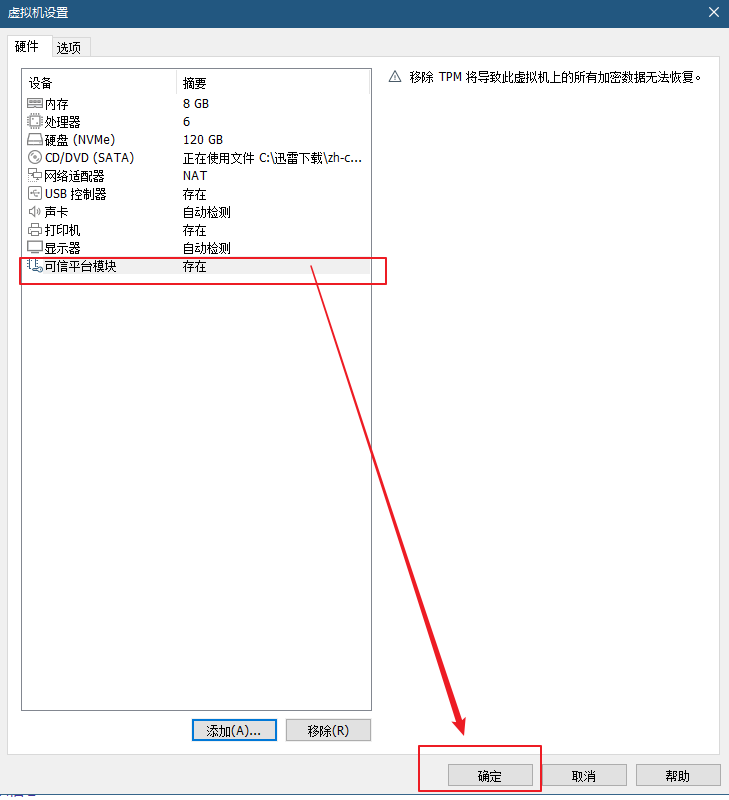 虚拟机设置
硬件 选项
设备 摘要
内存 8 GB
处理器 6
硬盘 (NVMe) 120 GB
CD/DVD (SATA) 正在使用文件 C:\迅雷下载\zh-c...
网络适配器 NAT
USB 控制器 存在
声卡 自动检测
打印机 存在
显示器 自动检测
可信平台模块 存在
移除 TPM 将导致此虚拟机上的所有加密数据无法恢复。
添加(A)... 移除(R)
确定 取消 帮助